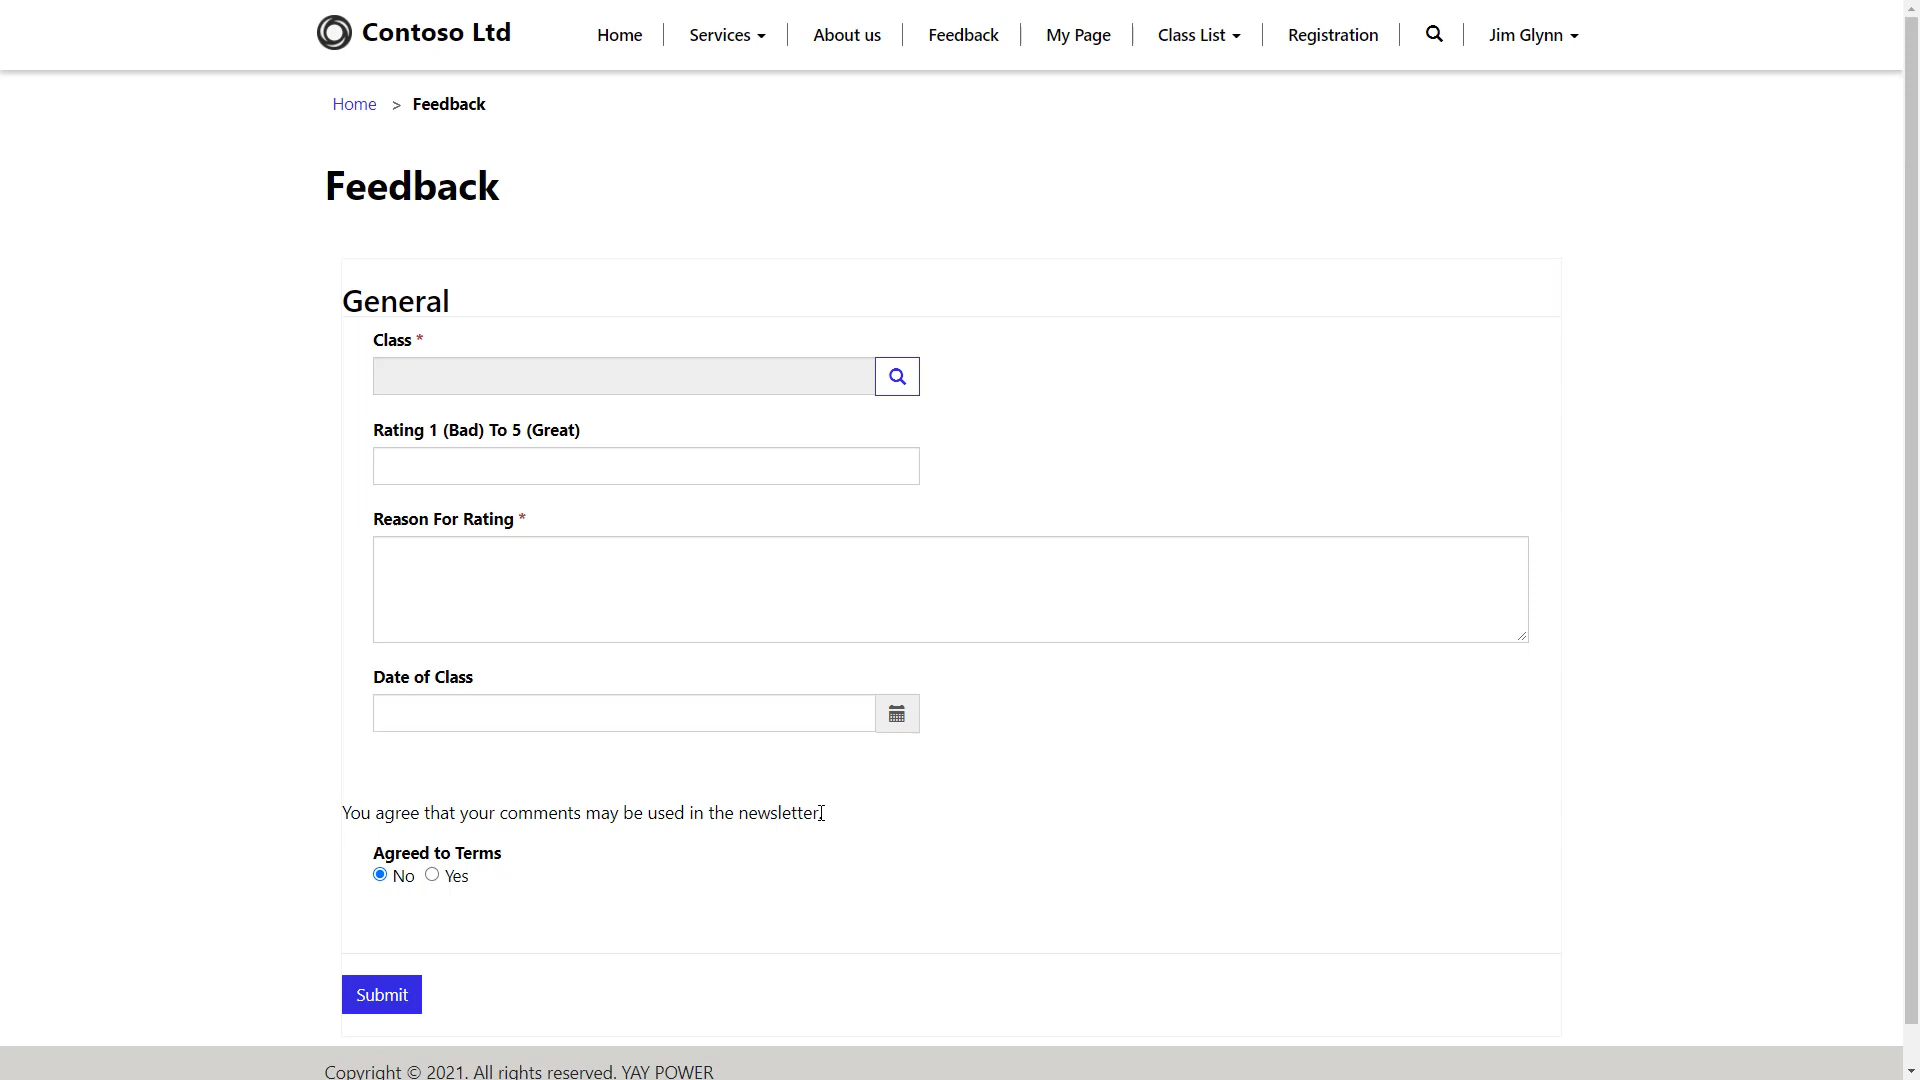 Contoso Ltd
Home
Services
About us
Feedback
My Page
Class List
Registration
Jim Glynn
Home > Feedback
Feedback
General
Class *
Rating 1 (Bad) To 5 (Great)
Reason For Rating *
Date of Class
You agree that your comments may be used in the newsletter.
Agreed to Terms
No Yes
Submit
Copyright © 2021. All rights reserved. YAY POWER